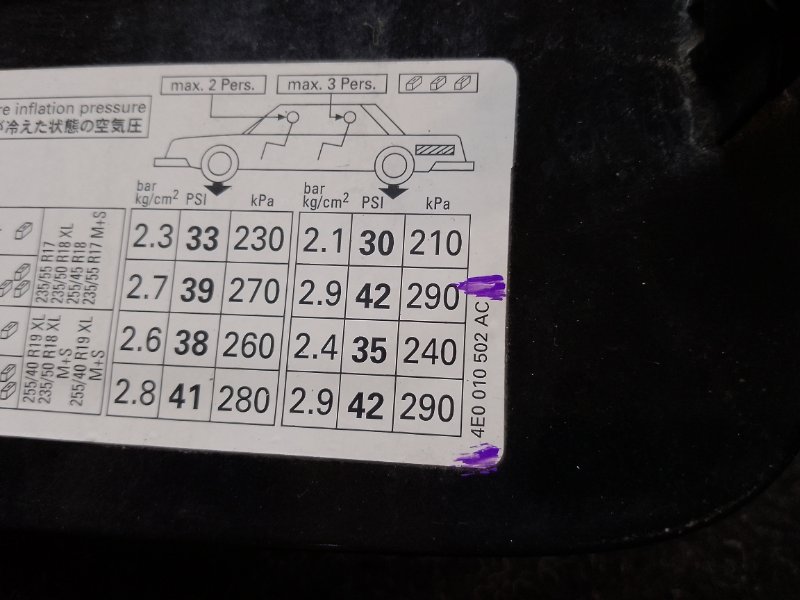 max. 2 Pers. max. 3 Pers.
re inflation pressure
冷えた状態の空気圧
bar
kg/cm² PSI kPa
bar
kg/cm² PSI kPa
235/55 R17
235/50 R18 XL
255/45 R18
235/55 R17 M+S
2.3 33 230 2.1 30 210
2.7 39 270 2.9 42 290
255/40 R19 XL
235/50 R18 XL
M+S
255/40 R19 XL
M+S
2.6 38 260 2.4 35 240
2.8 41 280 2.9 42 290
4E0 010 502 AC